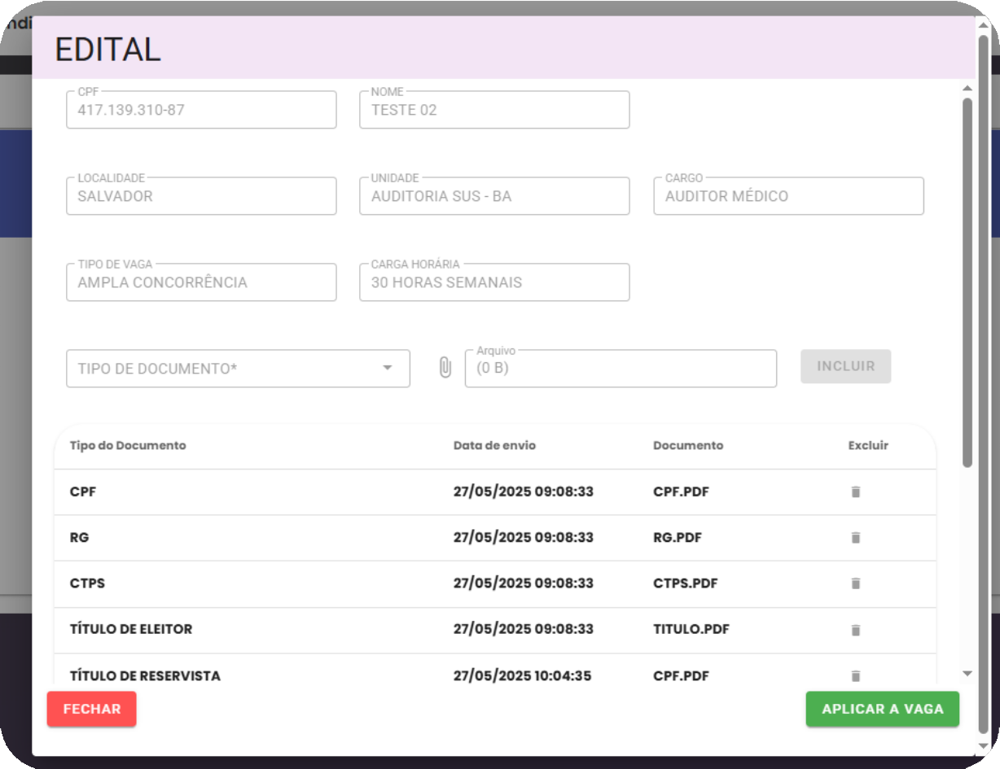 ndi
EDITAL
CPF
417.139.310-87
NOME
TESTE 02
LOCALIDADE
SALVADOR
UNIDADE
AUDITORIA SUS - BA
CARGO
AUDITOR MÉDICO
TIPO DE VAGA
AMPLA CONCORRÊNCIA
CARGA HORÁRIA
30 HORAS SEMANAIS
TIPO DE DOCUMENTO*
Arquivo
(0 B)
INCLUIR
Tipo do Documento Data de envio Documento Excluir
CPF 27/05/2025 09:08:33 CPF.PDF
RG 27/05/2025 09:08:33 RG.PDF
CTPS 27/05/2025 09:08:33 CTPS.PDF
TÍTULO DE ELEITOR 27/05/2025 09:08:33 TITULO.PDF
TÍTULO DE RESERVISTA 27/05/2025 10:04:35 CPF.PDF
FECHAR
APLICAR A VAGA